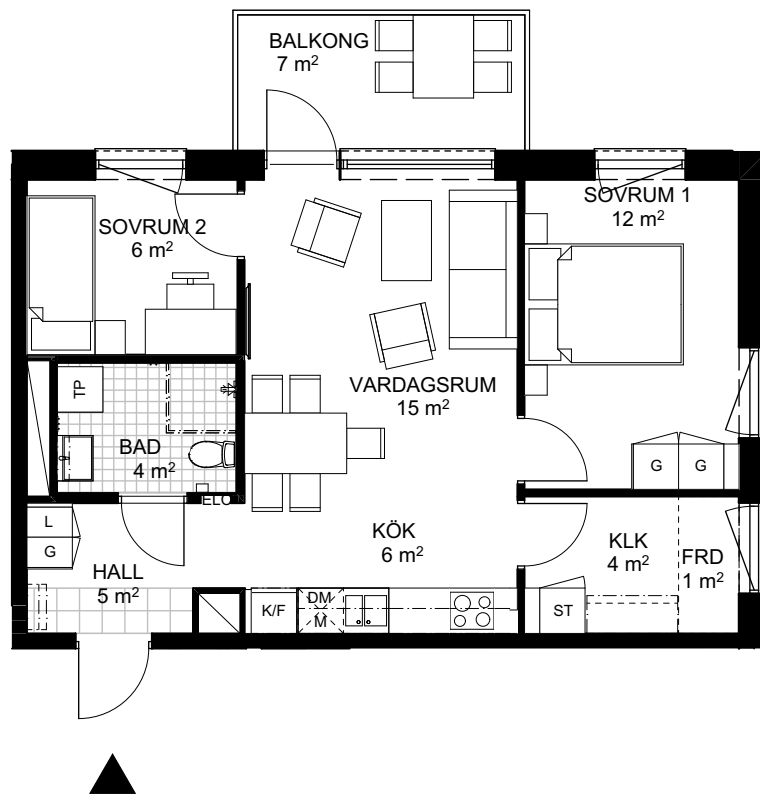 BALKONG
7 m²
SOVRUM 1
12 m²
SOVRUM 2
6 m²
TP
VARDAGSRUM
15 m²
BAD
4 m²
G G
ELC
L
G
KÖK
6 m²
KLK
4 m²
FRD
1 m²
HALL
5 m²
K/F
DM
M
ST